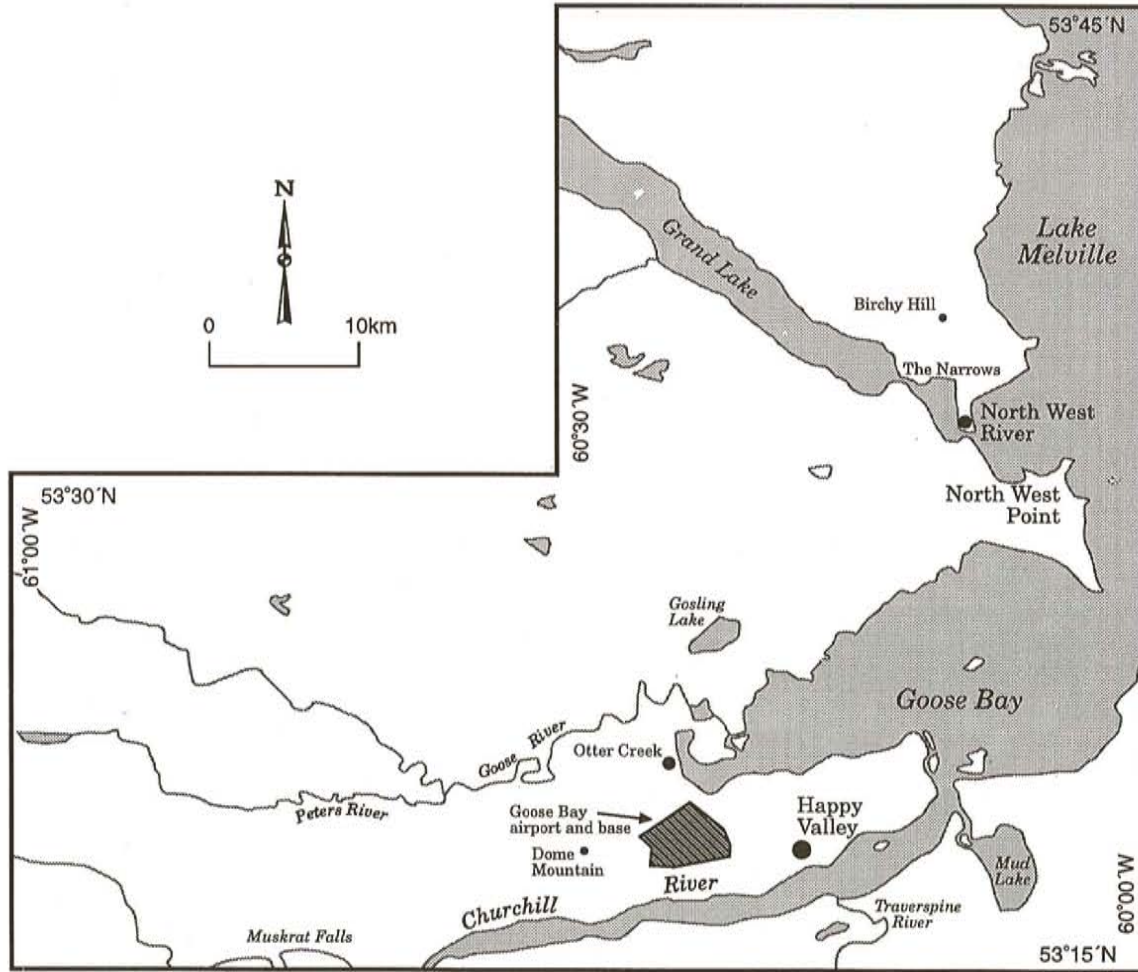 53°45´N
N
0 10km
Lake
Melville
Grand Lake
Birchy Hill
The Narrows
60°30´W
North West
River
53°30´N
61°00´W
North West
Point
Gosling
Lake
Goose Bay
Goose River
Otter Creek
Peters River
Goose Bay
airport and base
Happy
Valley
Dome
Mountain
Churchill River
Mud
Lake
Traverspine
River
60°00´W
Muskrat Falls
53°15´N